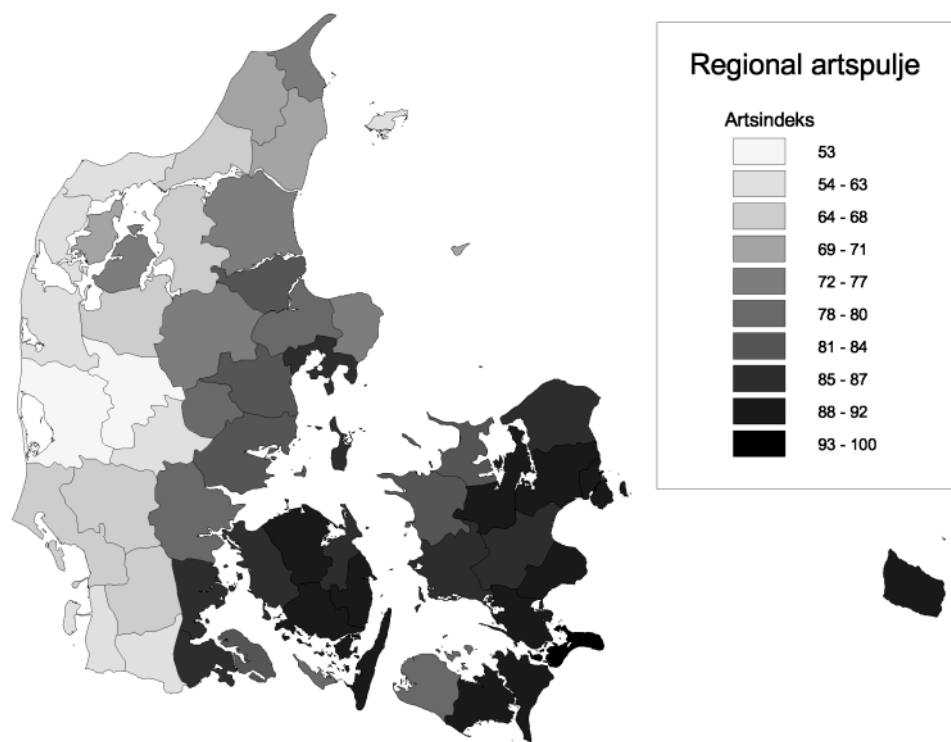 Regional artspulje
Artsindeks
53
54 - 63
64 - 68
69 - 71
72 - 77
78 - 80
81 - 84
85 - 87
88 - 92
93 - 100